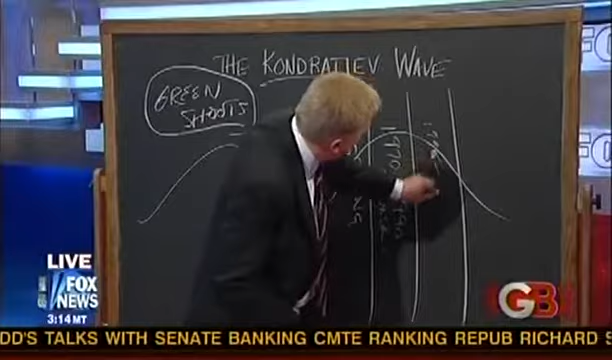 THE KONDRATIEV WAVE
GREEN
SHOOTS
LIVE
FOX
NEWS
3:14 MT
GB
DD'S TALKS WITH SENATE BANKING CMTE RANKING REPUB RICHARD S